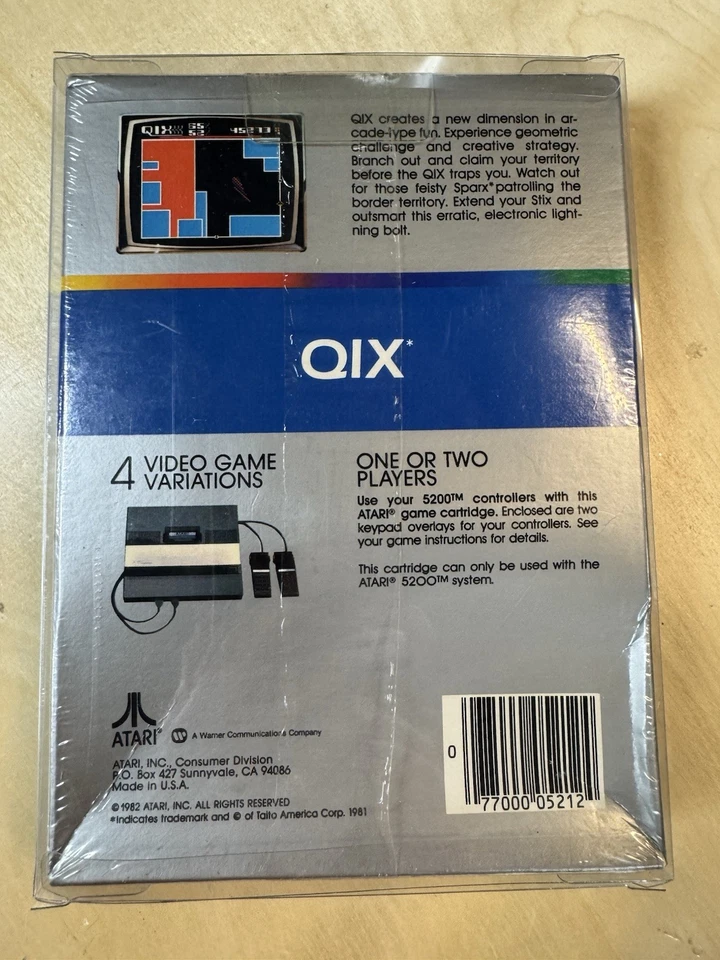 QIX
45273
QIX creates a new dimension in ar-
cade-type fun. Experience geometric
challenge and creative strategy.
Branch out and claim your territory
before the QIX traps you. Watch out
for those feisty Sparx* patrolling the
border territory. Extend your Stix and
outsmart this erratic, electronic light-
ning bolt.
QIX*
4 VIDEO GAME
VARIATIONS
ONE OR TWO
PLAYERS
Use your 5200™ controllers with this
ATARI® game cartridge. Enclosed are two
keypad overlays for your controllers. See
your game instructions for details.
This cartridge can only be used with the
ATARI® 5200™ system.
ATARI® A Warner Communications Company
ATARI, INC., Consumer Division
P.O. Box 427 Sunnyvale, CA 94086
Made in U.S.A.
© 1982 ATARI, INC. ALL RIGHTS RESERVED
*Indicates trademark and © of Taito America Corp. 1981
0 77000 05212